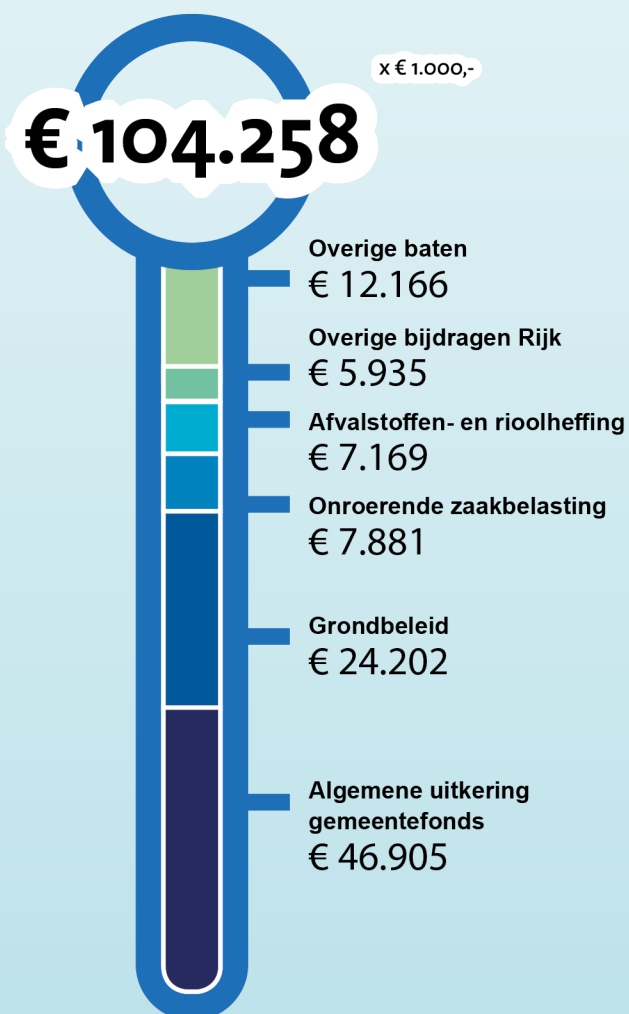 x € 1.000,-
€ 104.258
Overige baten
€ 12.166
Overige bijdragen Rijk
€ 5.935
Afvalstoffen- en rioolheffing
€ 7.169
Onroerende zaakbelasting
€ 7.881
Grondbeleid
€ 24.202
Algemene uitkering
gemeentefonds
€ 46.905